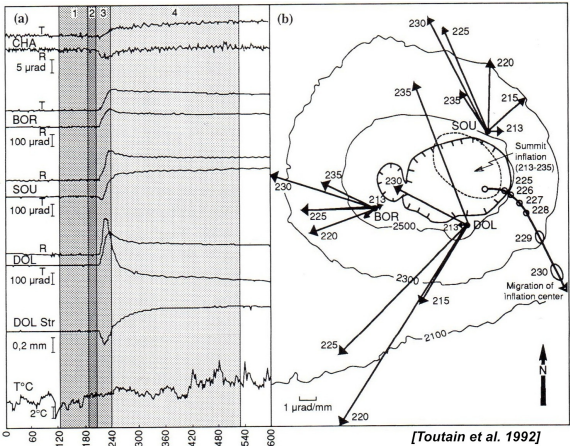 (a)
1 2 3 4
T
CHA
R
5 µrad
T
BOR
R
100 µrad
R
SOU
T
100 µrad
R
DOL
T
100 µrad
DOL Str
0,2 mm
T°C
2°C
0 60 120 180 240 300 360 420 480 540 600
(b)
230
225
220
215
213
235
SOU
235
Summit
inflation
(213-235)
225
226
227
228
229
230
Migration of
inflation center
230
235
213
225
220
BOR
2500
230
213
DOL
2300
215
2100
225
220
1 µrad/mm
N
[Toutain et al. 1992]